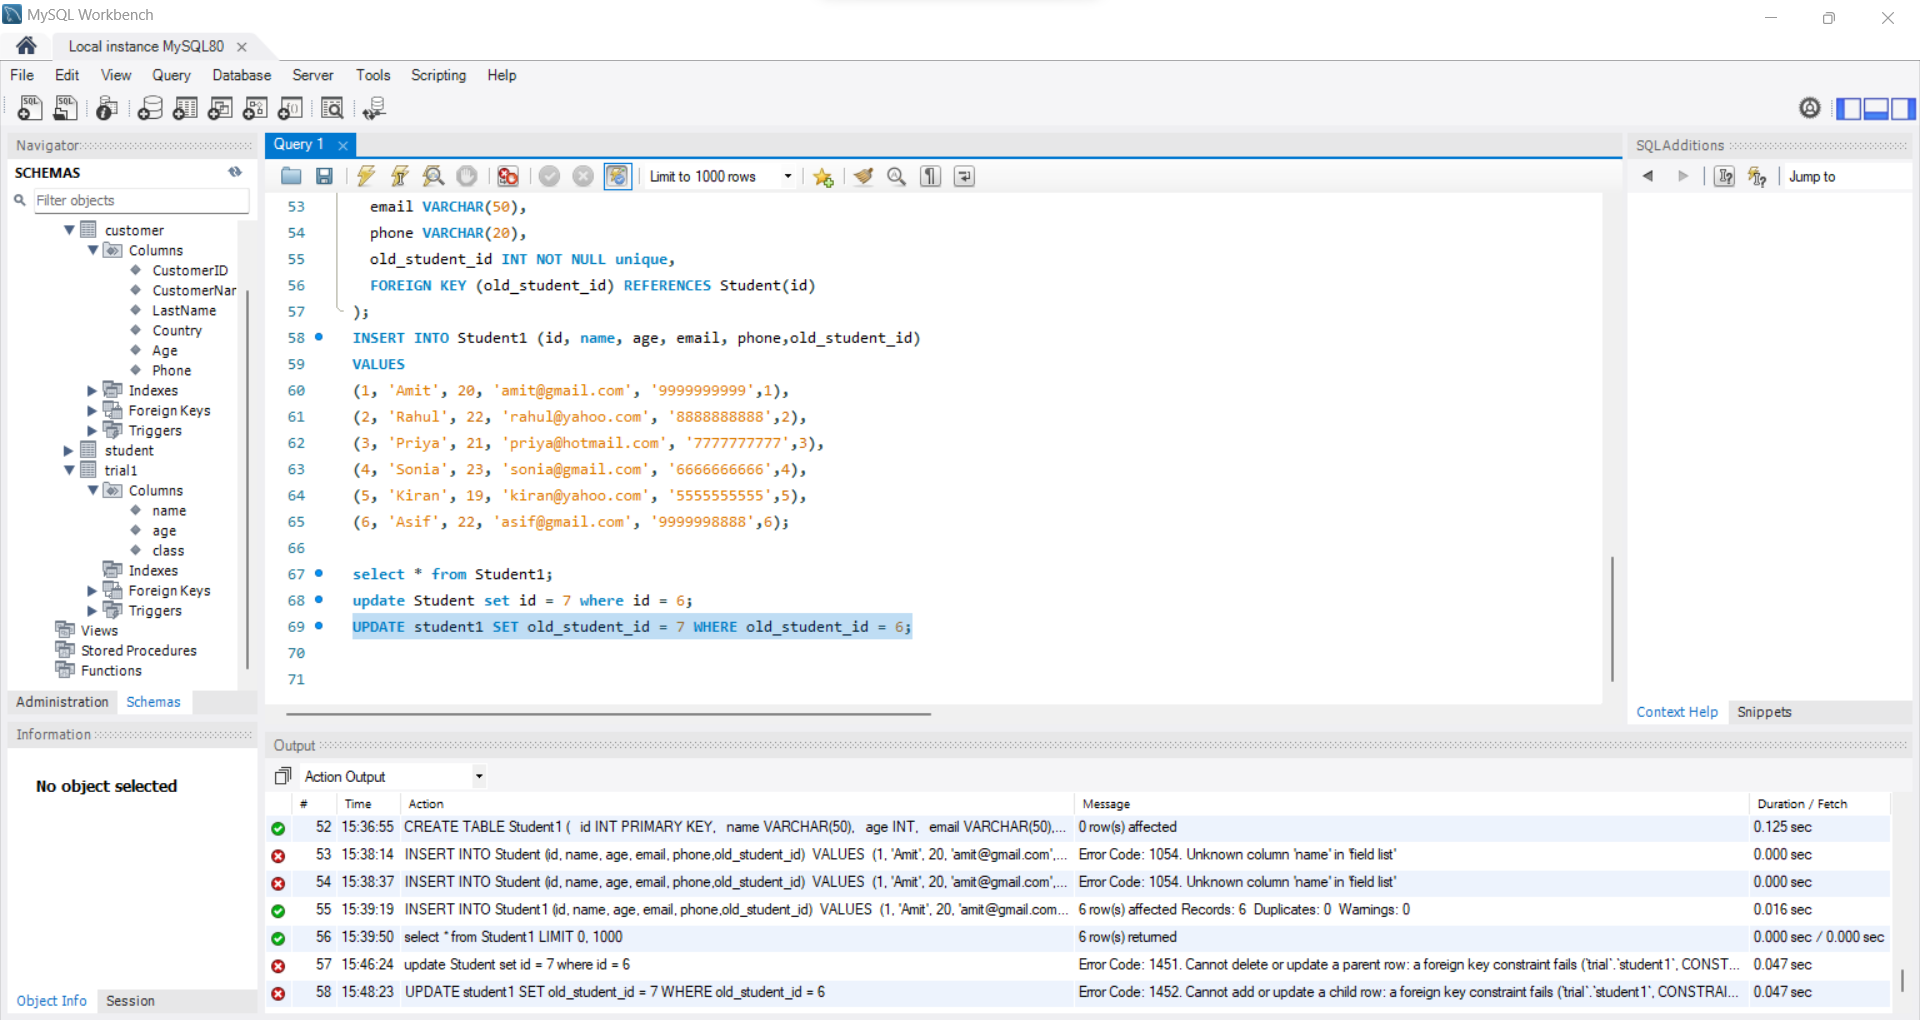 MySQL Workbench
Local instance MySQL80
File Edit View Query Database Server Tools Scripting Help
Navigator
SCHEMAS
Filter objects
customer
Columns
CustomerID
CustomerNar
LastName
Country
Age
Phone
Indexes
Foreign Keys
Triggers
student
trial1
Columns
name
age
class
Indexes
Foreign Keys
Triggers
Views
Stored Procedures
Functions
Administration Schemas
Information
No object selected
Object Info Session
Query 1
Limit to 1000 rows
53 email VARCHAR(50),
54 phone VARCHAR(20),
55 old_student_id INT NOT NULL unique,
56 FOREIGN KEY (old_student_id) REFERENCES Student(id)
57 );
58 INSERT INTO Student1 (id, name, age, email, phone,old_student_id)
59 VALUES
60 (1, 'Amit', 20, 'amit@gmail.com', '9999999999',1),
61 (2, 'Rahul', 22, 'rahul@yahoo.com', '8888888888',2),
62 (3, 'Priya', 21, 'priya@hotmail.com', '7777777777',3),
63 (4, 'Sonia', 23, 'sonia@gmail.com', '6666666666',4),
64 (5, 'Kiran', 19, 'kiran@yahoo.com', '5555555555',5),
65 (6, 'Asif', 22, 'asif@gmail.com', '9999998888',6);
66
67 select * from Student1;
68 update Student set id = 7 where id = 6;
69 UPDATE student1 SET old_student_id = 7 WHERE old_student_id = 6;
70
71
SQLAdditions
Jump to
Context Help Snippets
Output
Action Output
# Time Action Message Duration / Fetch
52 15:36:55 CREATE TABLE Student1 ( id INT PRIMARY KEY, name VARCHAR(50), age INT, email VARCHAR(50),... 0 row(s) affected 0.125 sec
53 15:38:14 INSERT INTO Student (id, name, age, email, phone,old_student_id) VALUES (1, 'Amit', 20, 'amit@gmail.com',... Error Code: 1054. Unknown column 'name' in 'field list' 0.000 sec
54 15:38:37 INSERT INTO Student (id, name, age, email, phone,old_student_id) VALUES (1, 'Amit', 20, 'amit@gmail.com',... Error Code: 1054. Unknown column 'name' in 'field list' 0.000 sec
55 15:39:19 INSERT INTO Student1 (id, name, age, email, phone,old_student_id) VALUES (1, 'Amit', 20, 'amit@gmail.com... 6 row(s) affected Records: 6 Duplicates: 0 Warnings: 0 0.016 sec
56 15:39:50 select * from Student1 LIMIT 0, 1000 6 row(s) returned 0.000 sec / 0.000 sec
57 15:46:24 update Student set id = 7 where id = 6 Error Code: 1451. Cannot delete or update a parent row: a foreign key constraint fails (`trial`.`student1`, CONST... 0.047 sec
58 15:48:23 UPDATE student1 SET old_student_id = 7 WHERE old_student_id = 6 Error Code: 1452. Cannot add or update a child row: a foreign key constraint fails (`trial`.`student1`, CONSTRAI... 0.047 sec